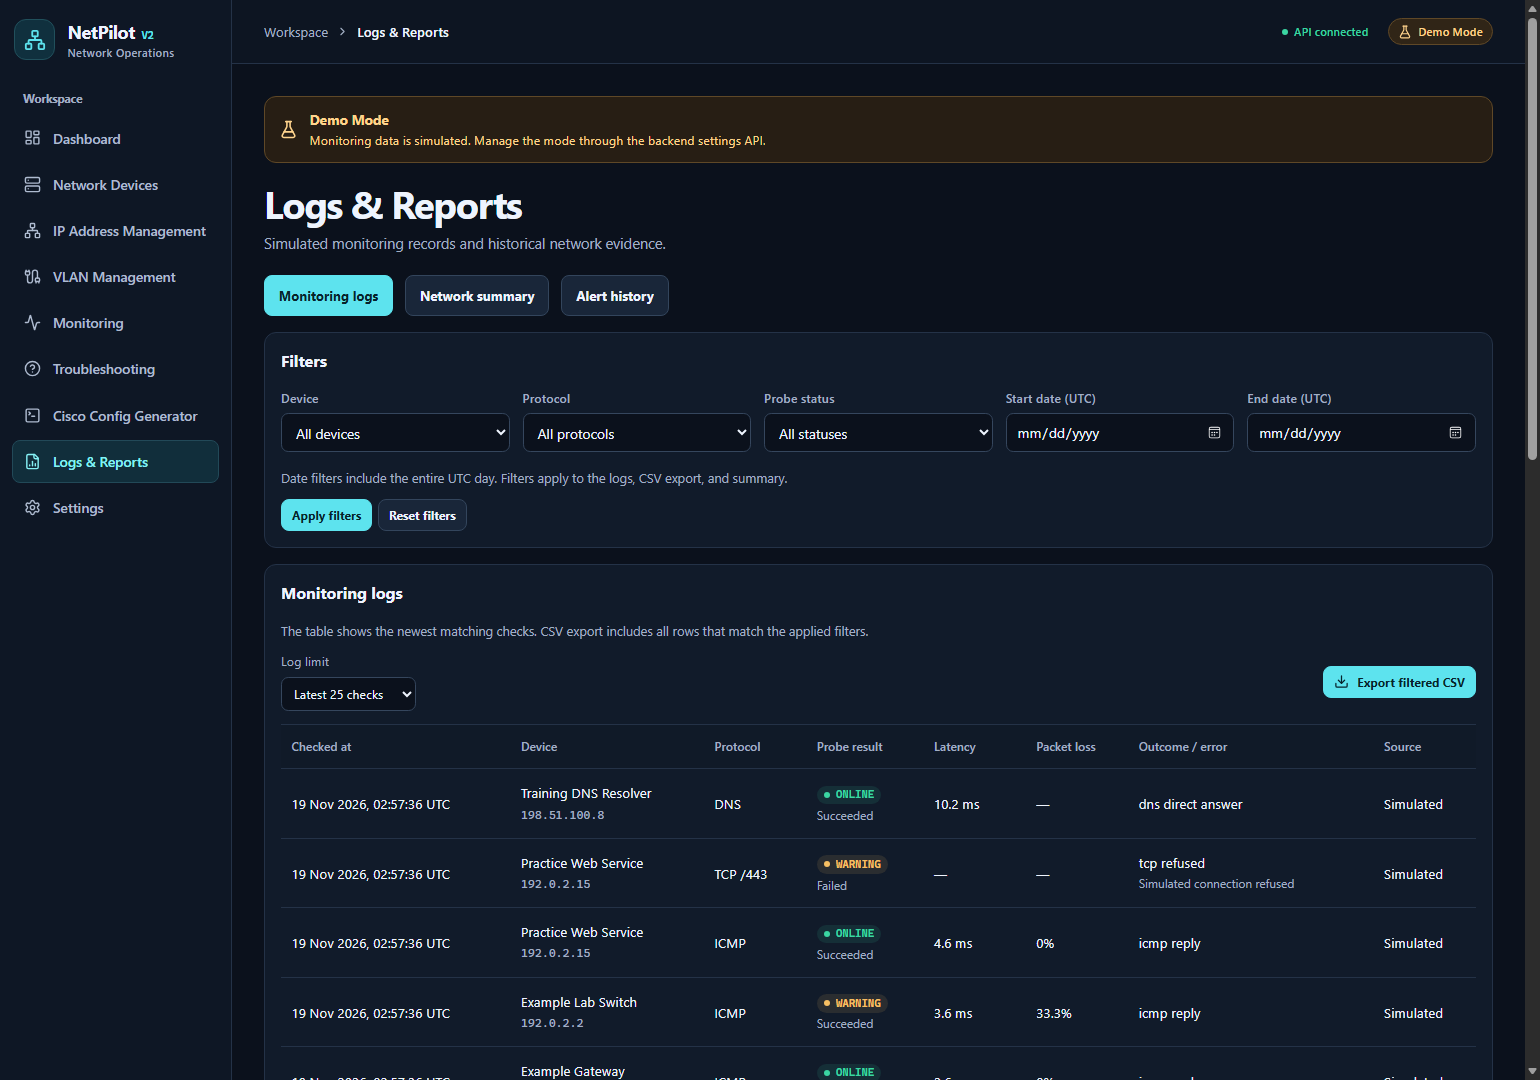 NetPilot V2
Network Operations
Workspace
Dashboard
Network Devices
IP Address Management
VLAN Management
Monitoring
Troubleshooting
Cisco Config Generator
Logs & Reports
Settings
Workspace > Logs & Reports
API connected
Demo Mode
Demo Mode
Monitoring data is simulated. Manage the mode through the backend settings API.
Logs & Reports
Simulated monitoring records and historical network evidence.
Monitoring logs
Network summary
Alert history
Filters
Device
Protocol
Probe status
Start date (UTC)
End date (UTC)
All devices
All protocols
All statuses
mm/dd/yyyy
mm/dd/yyyy
Date filters include the entire UTC day. Filters apply to the logs, CSV export, and summary.
Apply filters
Reset filters
Monitoring logs
The table shows the newest matching checks. CSV export includes all rows that match the applied filters.
Log limit
Latest 25 checks
Export filtered CSV
Checked at Device Protocol Probe result Latency Packet loss Outcome / error Source
19 Nov 2026, 02:57:36 UTC
Training DNS Resolver
198.51.100.8
DNS
ONLINE
Succeeded
10.2 ms
—
dns direct answer
Simulated
19 Nov 2026, 02:57:36 UTC
Practice Web Service
192.0.2.15
TCP /443
WARNING
Failed
—
—
tcp refused
Simulated connection refused
Simulated
19 Nov 2026, 02:57:36 UTC
Practice Web Service
192.0.2.15
ICMP
ONLINE
Succeeded
4.6 ms
0%
icmp reply
Simulated
19 Nov 2026, 02:57:36 UTC
Example Lab Switch
192.0.2.2
ICMP
WARNING
Succeeded
3.6 ms
33.3%
icmp reply
Simulated
Example Gateway
ONLINE